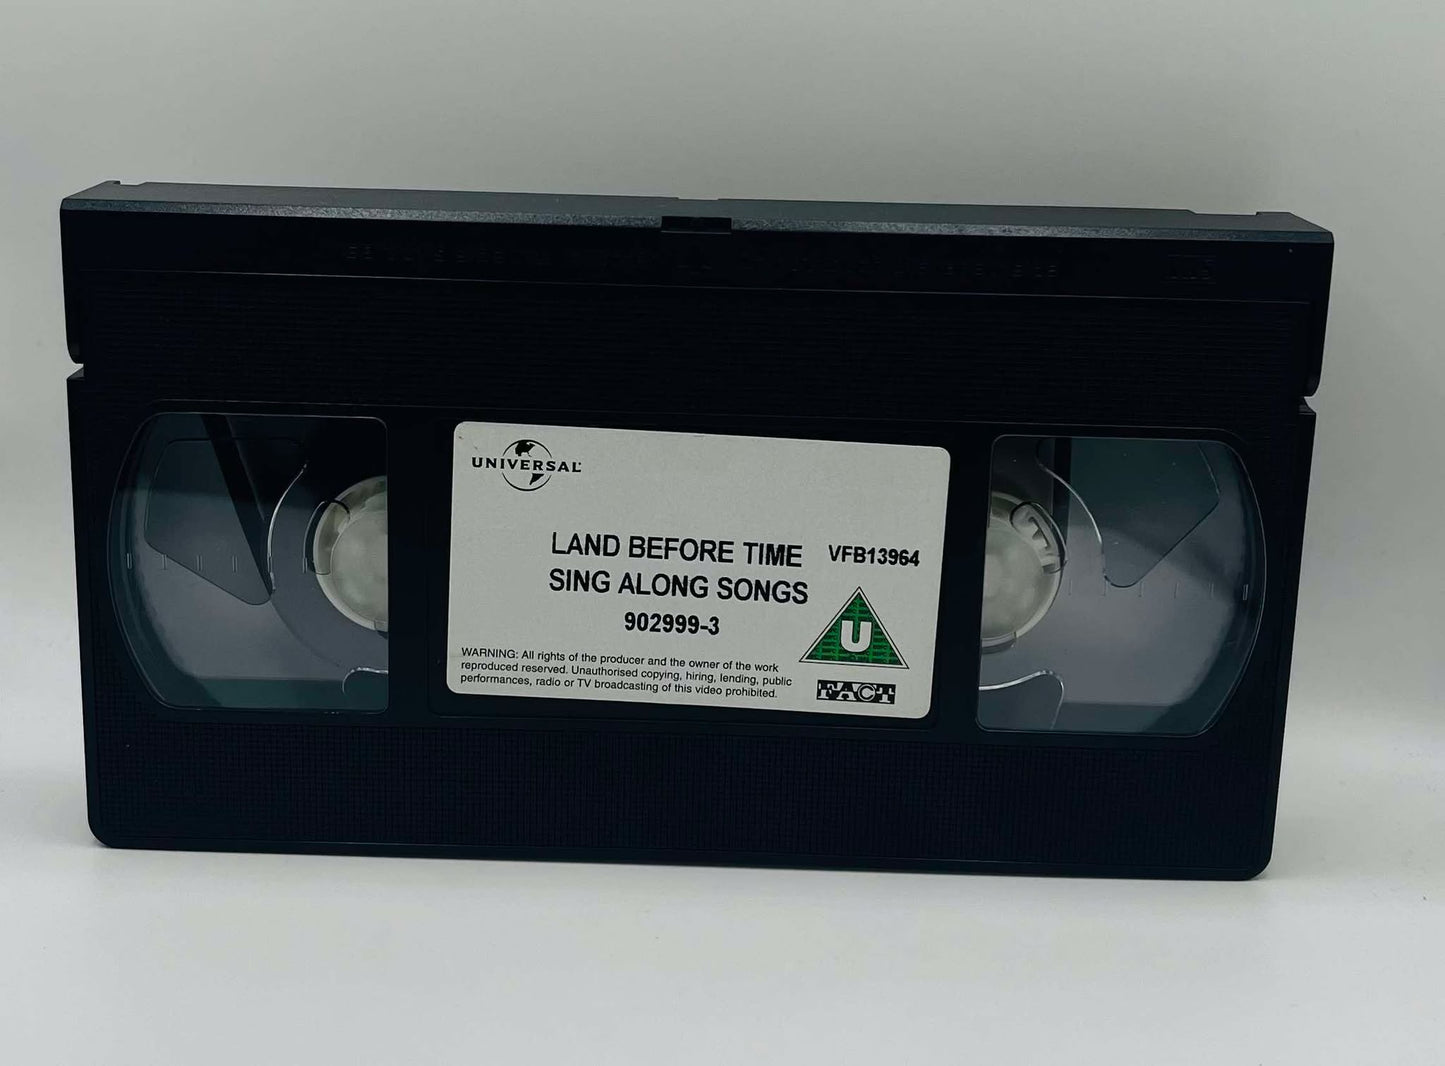 UNIVERSAL
LAND BEFORE TIME VFB13964
SING ALONG SONGS
902999-3
U
WARNING: All rights of the producer and the owner of the work
reproduced reserved. Unauthorised copying, hiring, lending, public
performances, radio or TV broadcasting of this video prohibited.
FACT